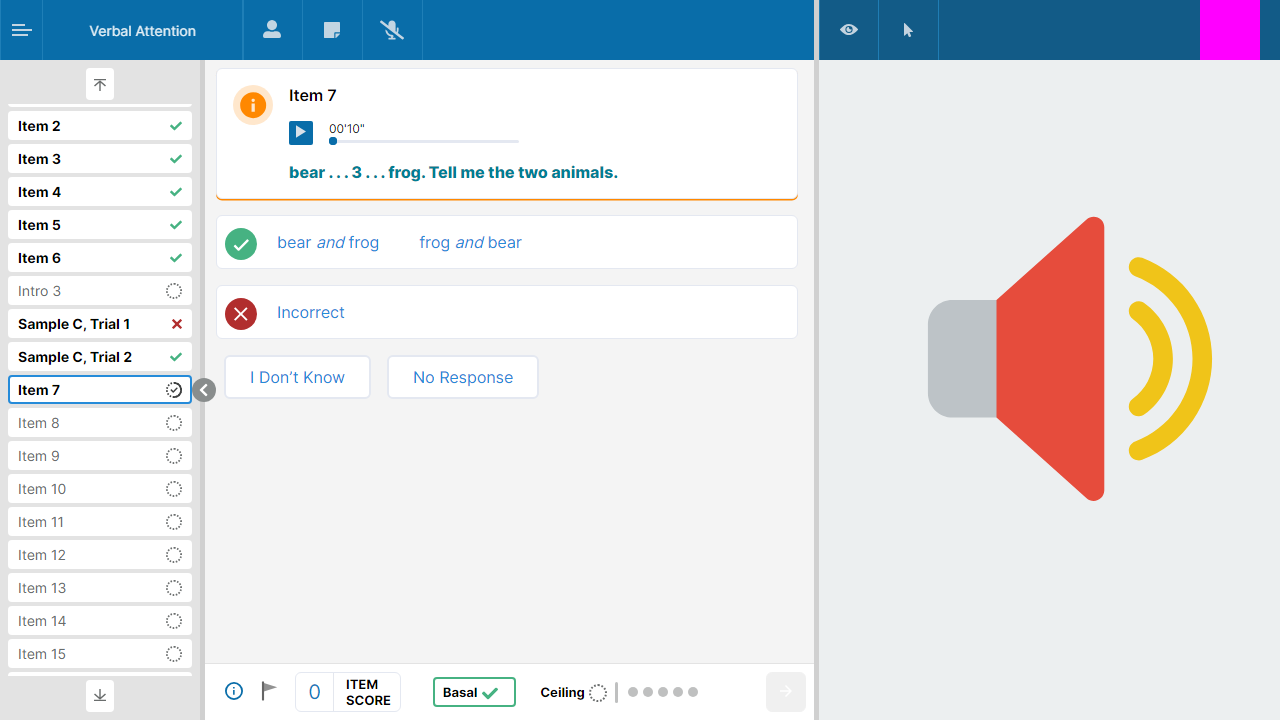 Verbal Attention
Item 2
Item 3
Item 4
Item 5
Item 6
Intro 3
Sample C, Trial 1
Sample C, Trial 2
Item 7
Item 8
Item 9
Item 10
Item 11
Item 12
Item 13
Item 14
Item 15
Item 7
00'10"
bear . . . 3 . . . frog. Tell me the two animals.
bear and frog frog and bear
Incorrect
I Don’t Know No Response
0 ITEM SCORE
Basal
Ceiling